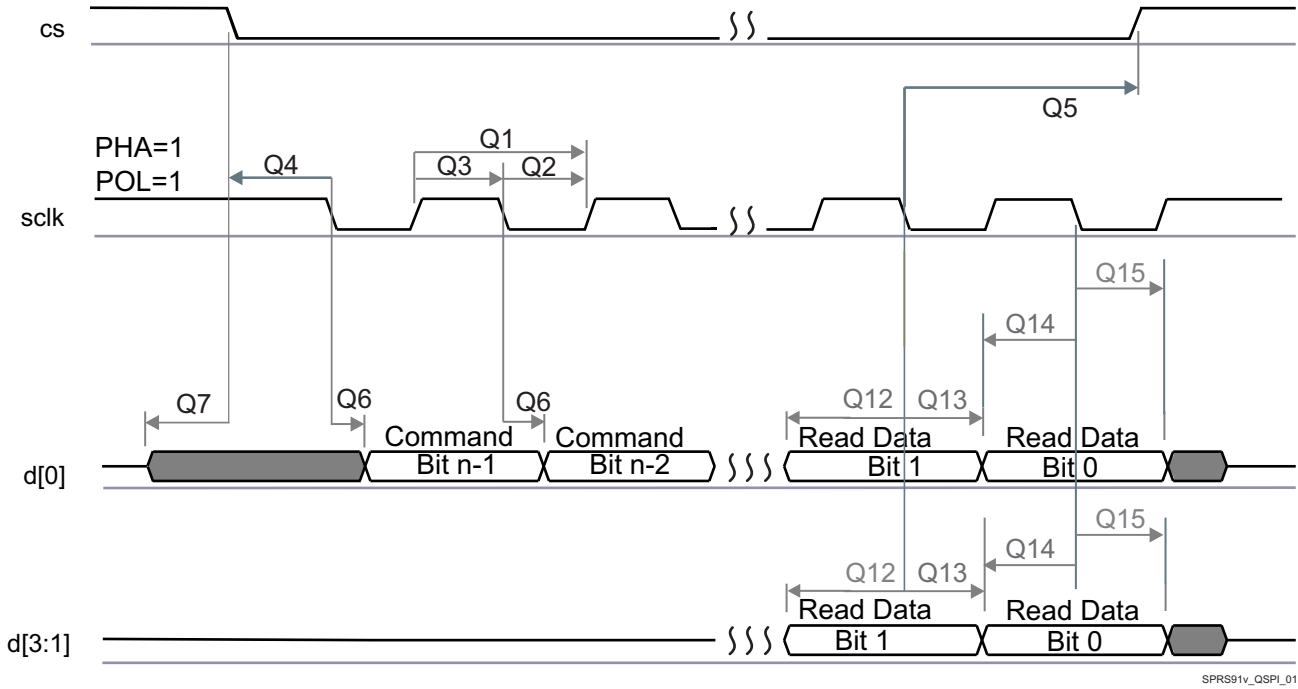 cs
Q5
PHA=1
Q1
POL=1
Q4
Q3
Q2
sclk
Q15
Q14
Q7
Q6
Q6
Q12
Q13
Command
Command
Read Data
Read Data
d[0]
Bit n-1
Bit n-2
Bit 1
Bit 0
Q15
Q14
Q12
Q13
Read Data
Read Data
d[3:1]
Bit 1
Bit 0
SPRS91v_QSPI_01